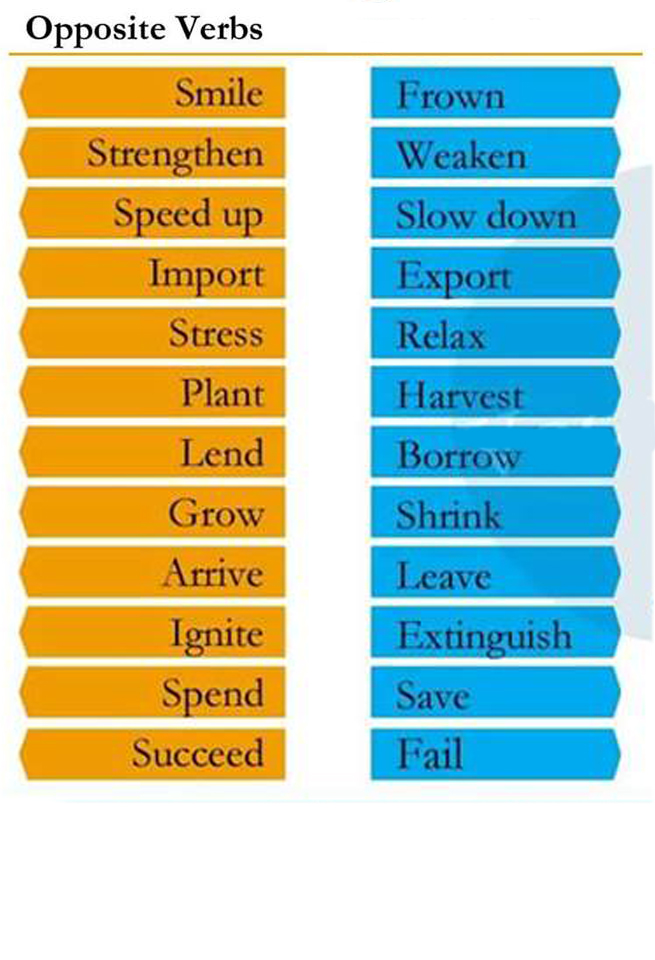 Opposite Verbs
Smile Frown
Strengthen Weaken
Speed up Slow down
Import Export
Stress Relax
Plant Harvest
Lend Borrow
Grow Shrink
Arrive Leave
Ignite Extinguish
Spend Save
Succeed Fail